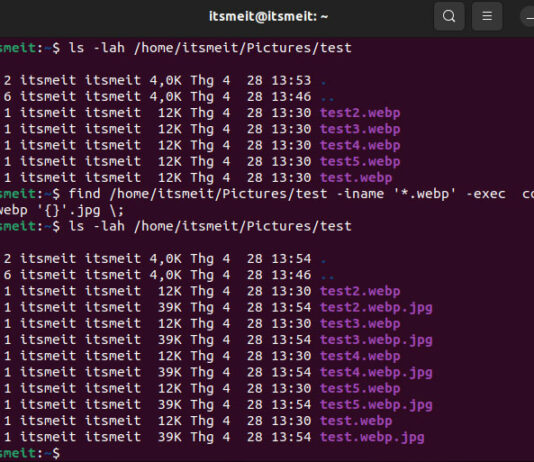 itsmeit@itsmeit: ~
smeit:~$ ls -lah /home/itsmeit/Pictures/test
2 itsmeit itsmeit 4,0K Thg 4 28 13:53 .
6 itsmeit itsmeit 4,0K Thg 4 28 13:46 ..
1 itsmeit itsmeit 12K Thg 4 28 13:30 test2.webp
1 itsmeit itsmeit 12K Thg 4 28 13:30 test3.webp
1 itsmeit itsmeit 12K Thg 4 28 13:30 test4.webp
1 itsmeit itsmeit 12K Thg 4 28 13:30 test5.webp
1 itsmeit itsmeit 12K Thg 4 28 13:30 test.webp
smeit:~$ find /home/itsmeit/Pictures/test -iname '*.webp' -exec co
webp '{}'.jpg \;
smeit:~$ ls -lah /home/itsmeit/Pictures/test
2 itsmeit itsmeit 4,0K Thg 4 28 13:54 .
6 itsmeit itsmeit 4,0K Thg 4 28 13:46 ..
1 itsmeit itsmeit 12K Thg 4 28 13:30 test2.webp
1 itsmeit itsmeit 39K Thg 4 28 13:54 test2.webp.jpg
1 itsmeit itsmeit 12K Thg 4 28 13:30 test3.webp
1 itsmeit itsmeit 39K Thg 4 28 13:54 test3.webp.jpg
1 itsmeit itsmeit 12K Thg 4 28 13:30 test4.webp
1 itsmeit itsmeit 39K Thg 4 28 13:54 test4.webp.jpg
1 itsmeit itsmeit 12K Thg 4 28 13:30 test5.webp
1 itsmeit itsmeit 39K Thg 4 28 13:54 test5.webp.jpg
1 itsmeit itsmeit 12K Thg 4 28 13:30 test.webp
1 itsmeit itsmeit 39K Thg 4 28 13:54 test.webp.jpg
smeit:~$